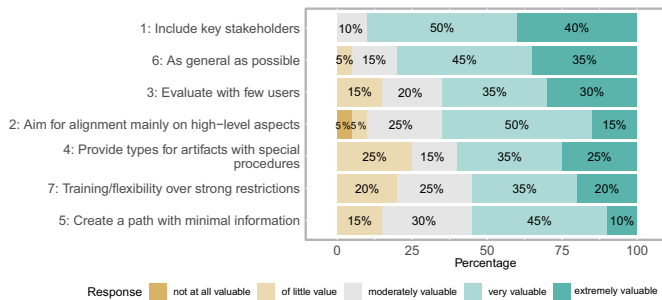 1: Include key stakeholders 10% 50% 40%
6: As general as possible 5% 15% 45% 35%
3: Evaluate with few users 15% 20% 35% 30%
2: Aim for alignment mainly on high−level aspects 5% 5% 25% 50% 15%
4: Provide types for artifacts with special
procedures 25% 15% 35% 25%
7: Training/flexibility over strong restrictions 20% 25% 35% 20%
5: Create a path with minimal information 15% 30% 45% 10%
0 25 50 75 100
Percentage
Response not at all valuable of little value moderately valuable very valuable extremely valuable